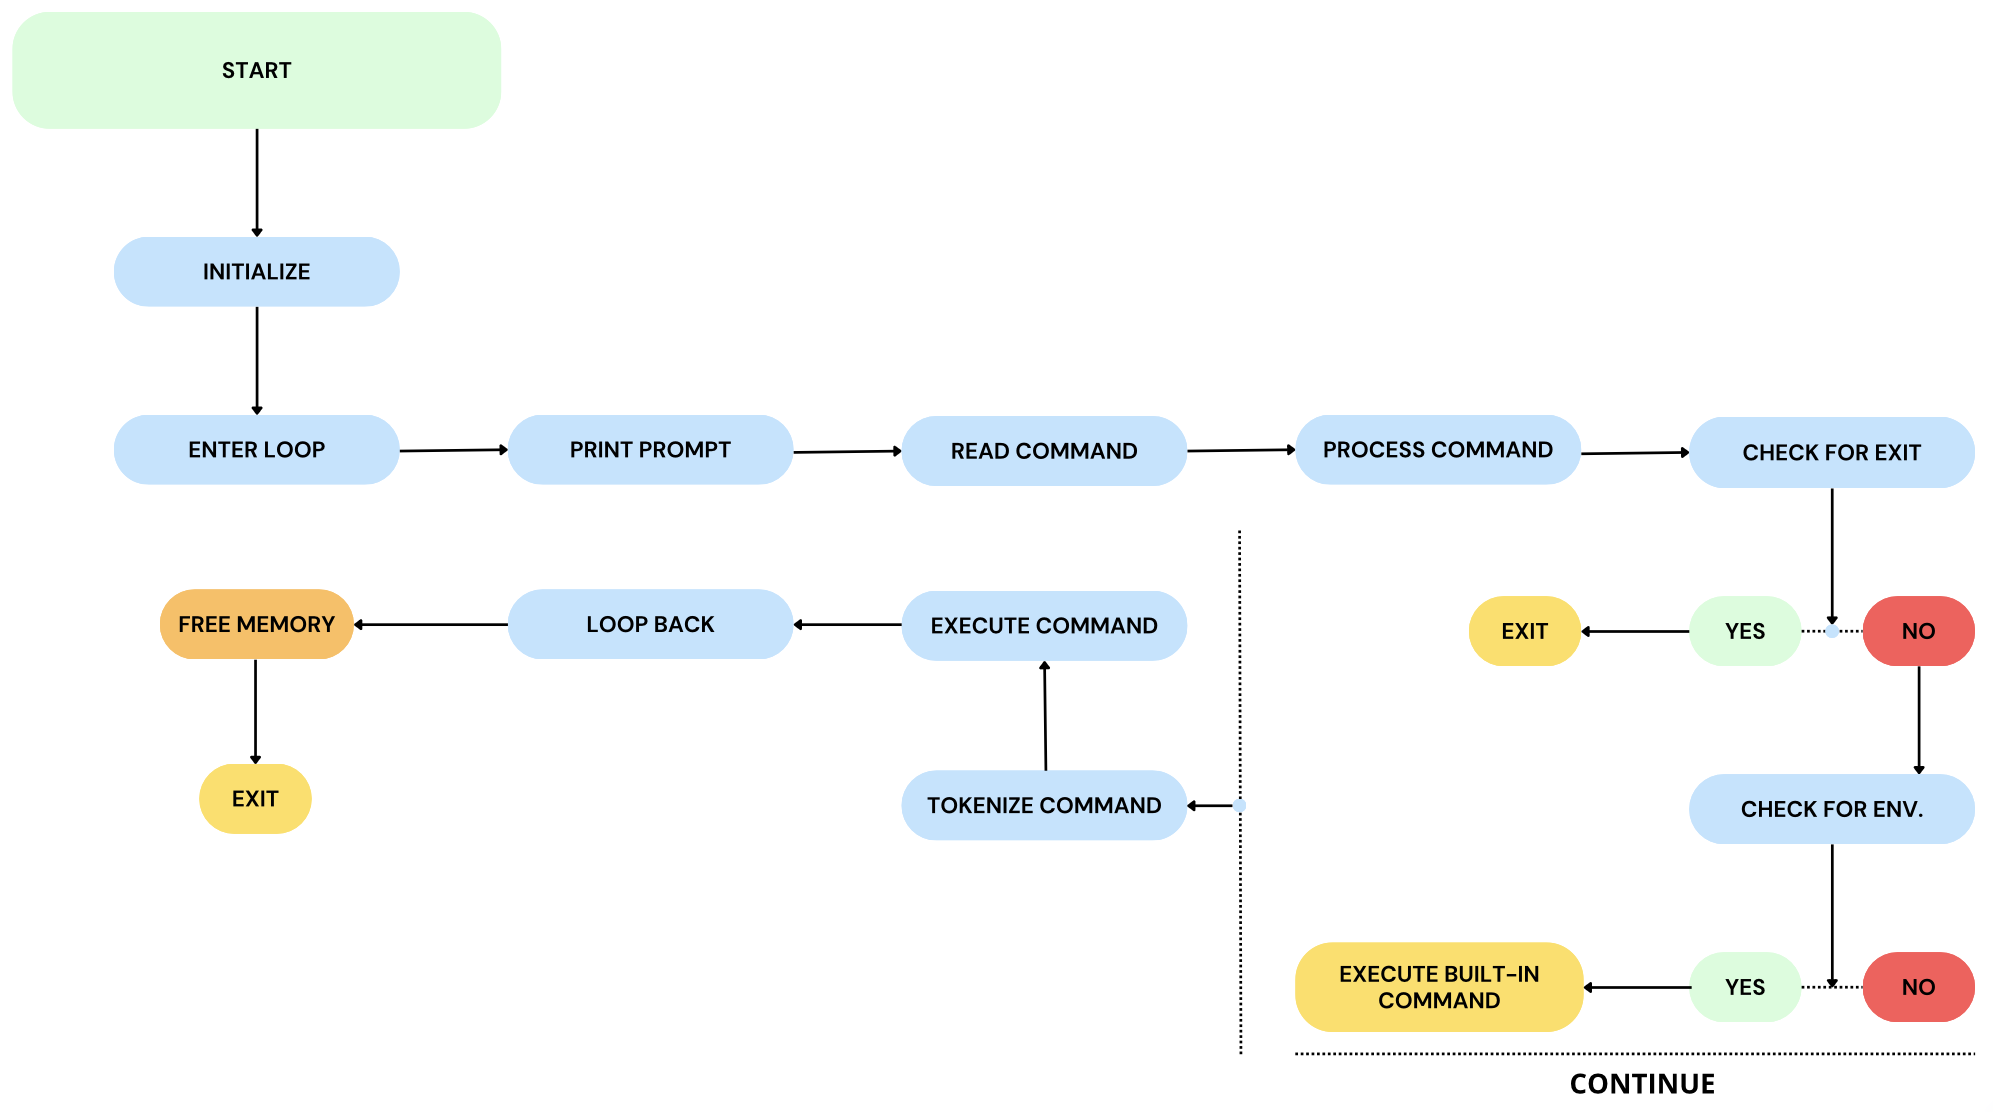 START
INITIALIZE
ENTER LOOP
PRINT PROMPT
READ COMMAND
PROCESS COMMAND
CHECK FOR EXIT
FREE MEMORY
LOOP BACK
EXECUTE COMMAND
EXIT
YES
NO
EXIT
TOKENIZE COMMAND
CHECK FOR ENV.
EXECUTE BUILT-IN
COMMAND
YES
NO
CONTINUE